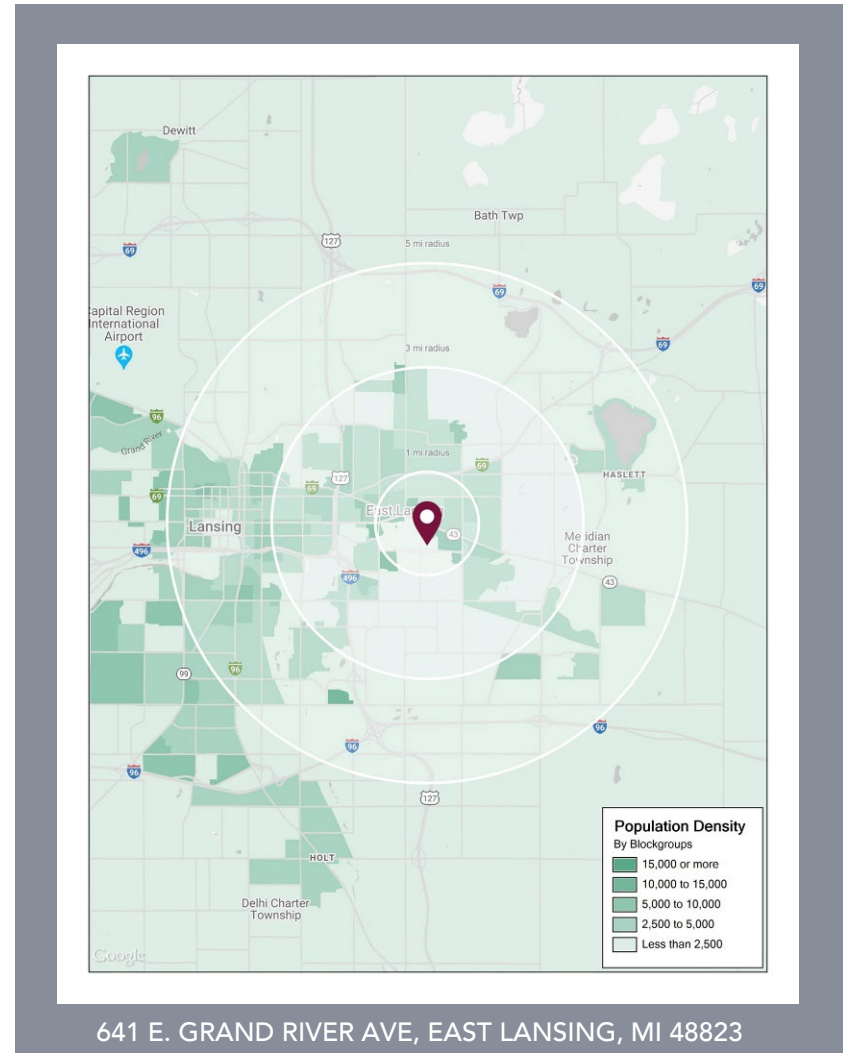 Dewitt
Bath Twp
127
5 mi radius
69
69
69
Capital Region
International
Airport
69
3 mi radius
96
Grand River
1 mi radius
69
127
HASLETT
69
69
East Lansing
Lansing
43
Meridian
Charter
Township
496
496
43
96
99
96
96
96
127
HOLT
Delhi Charter
Township
Google
Population Density
By Blockgroups
15,000 or more
10,000 to 15,000
5,000 to 10,000
2,500 to 5,000
Less than 2,500
641 E. GRAND RIVER AVE, EAST LANSING, MI 48823